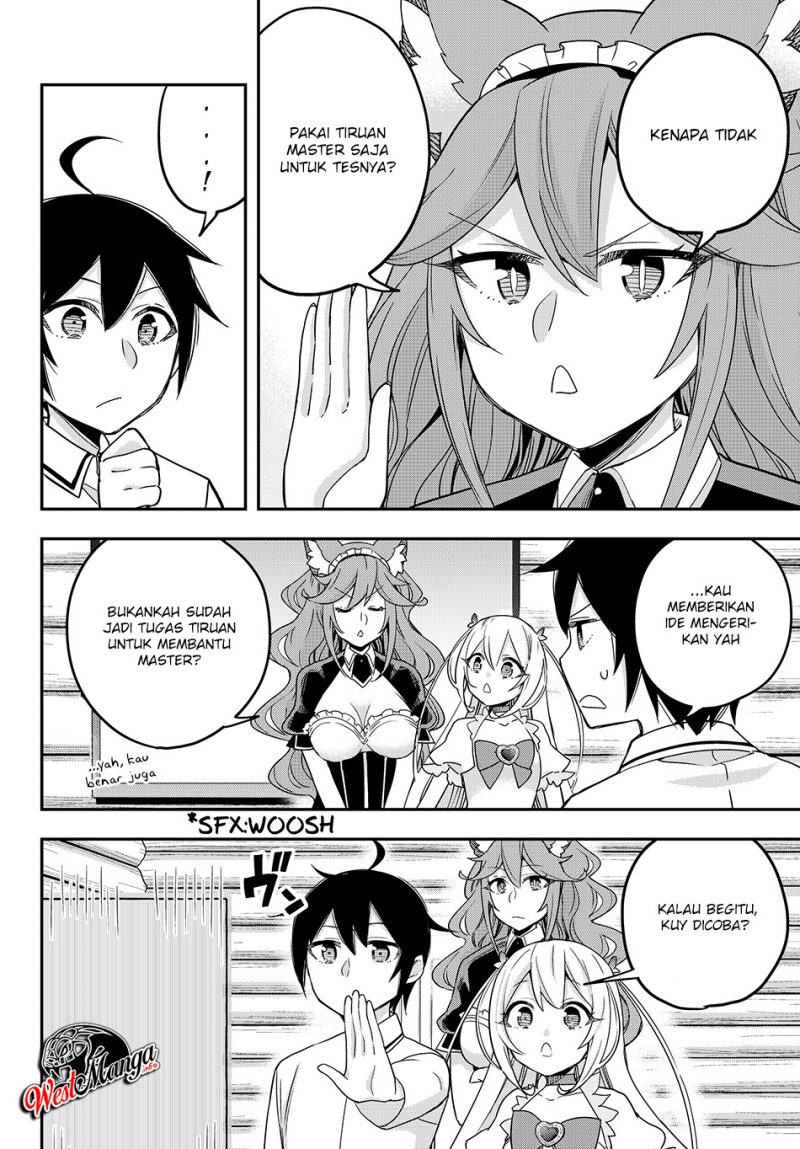 KENAPA TIDAK
PAKAI TIRUAN
MASTER SAJA
UNTUK TESNYA?
...!
...KAU
MEMBERIKAN
IDE MENGERI-
KAN YAH
BUKANKAH SUDAH
JADI TUGAS TIRUAN
UNTUK MEMBANTU
MASTER?
...yah, kau
benar juga
*SFX:WOOSH
ヴン
KALAU BEGITU,
KUY DICOBA?
WestManga
.info